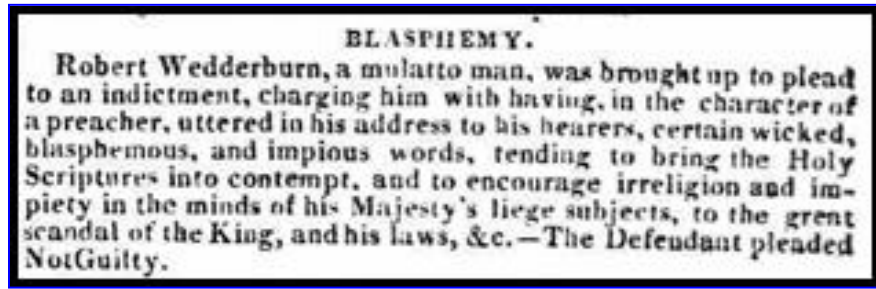 BLASPHEMY.
Robert Wedderburn, a mulatto man, was brought up to plead
to an indictment, charging him with having, in the character of
a preacher, uttered in his address to his hearers, certain wicked,
blasphemous, and impious words, tending to bring the Holy
Scriptures into contempt, and to encourage irreligion and im-
piety in the minds of his Majesty's liege subjects, to the great
scandal of the King, and his laws, &c.—The Defendant pleaded
NotGuilty.